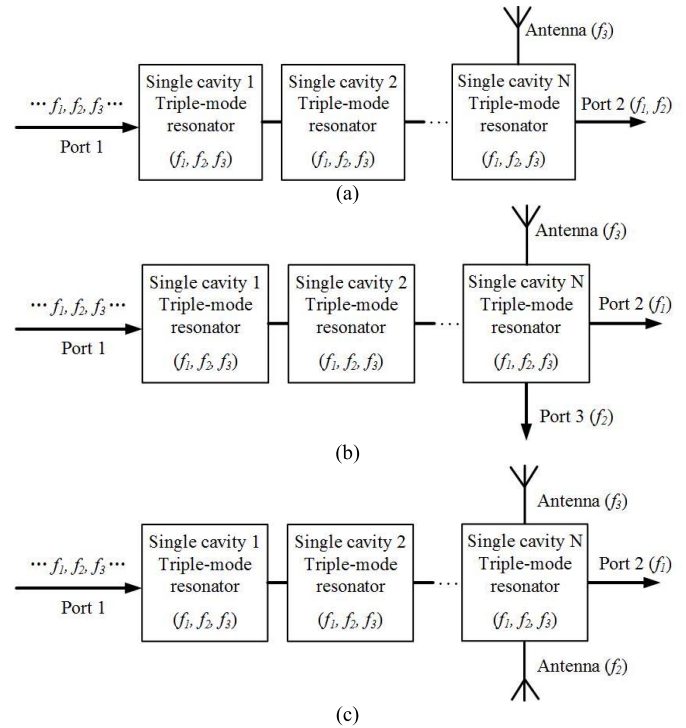 Antenna (f3)
Single cavity 1 Single cavity 2 Single cavity N
Triple-mode Triple-mode Triple-mode
resonator resonator resonator
··· f1, f2, f3 ···
Port 1
Port 2 (f1, f2)
(f1, f2, f3) (f1, f2, f3) (f1, f2, f3)
...
(a)
Antenna (f3)
Single cavity 1 Single cavity 2 Single cavity N
Triple-mode Triple-mode Triple-mode
resonator resonator resonator
··· f1, f2, f3 ···
Port 1
Port 2 (f1)
(f1, f2, f3) (f1, f2, f3) (f1, f2, f3)
...
Port 3 (f2)
(b)
Antenna (f3)
Single cavity 1 Single cavity 2 Single cavity N
Triple-mode Triple-mode Triple-mode
resonator resonator resonator
··· f1, f2, f3 ···
Port 1
Port 2 (f1)
(f1, f2, f3) (f1, f2, f3) (f1, f2, f3)
...
Antenna (f2)
(c)